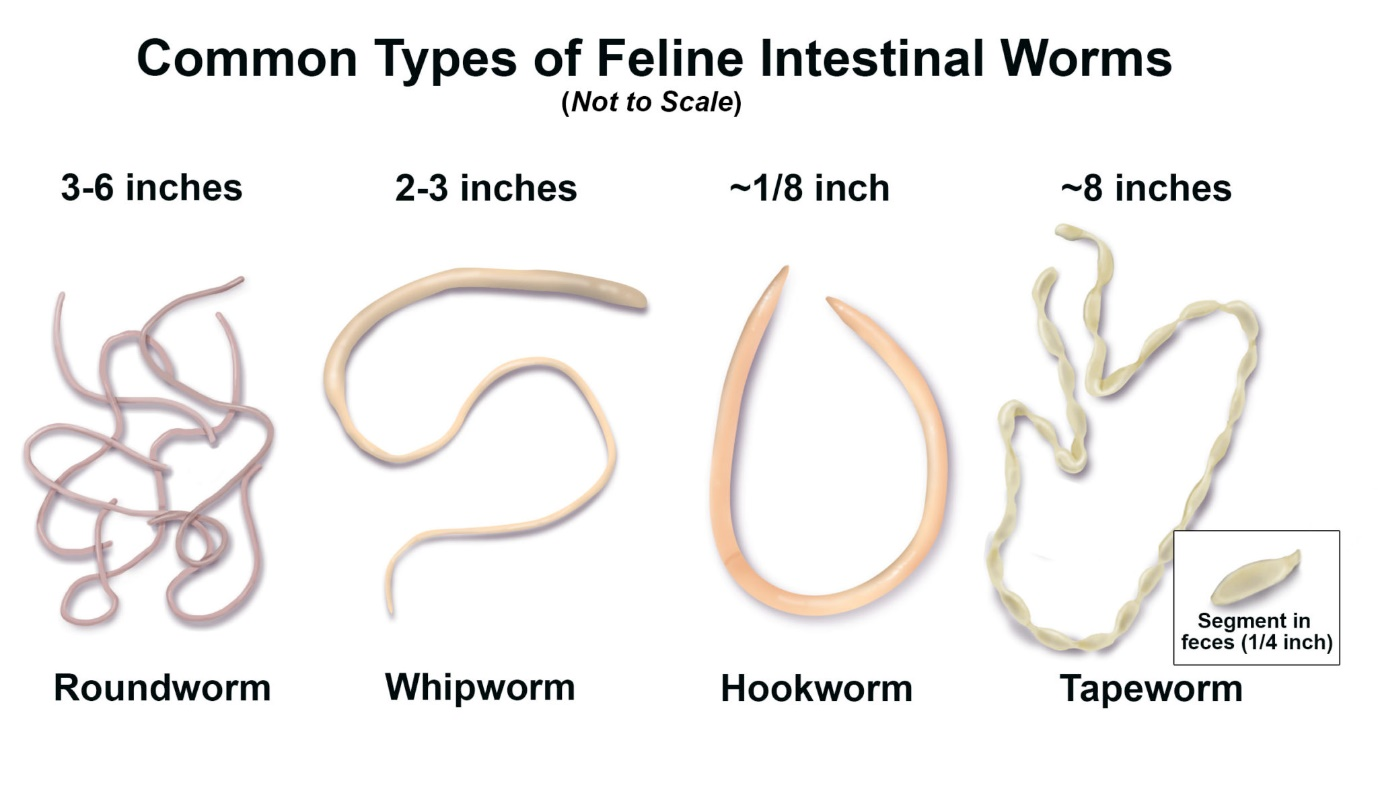 Common Types of Feline Intestinal Worms
(Not to Scale)
3-6 inches
2-3 inches
~1/8 inch
~8 inches
Segment in
feces (1/4 inch)
Roundworm
Whipworm
Hookworm
Tapeworm